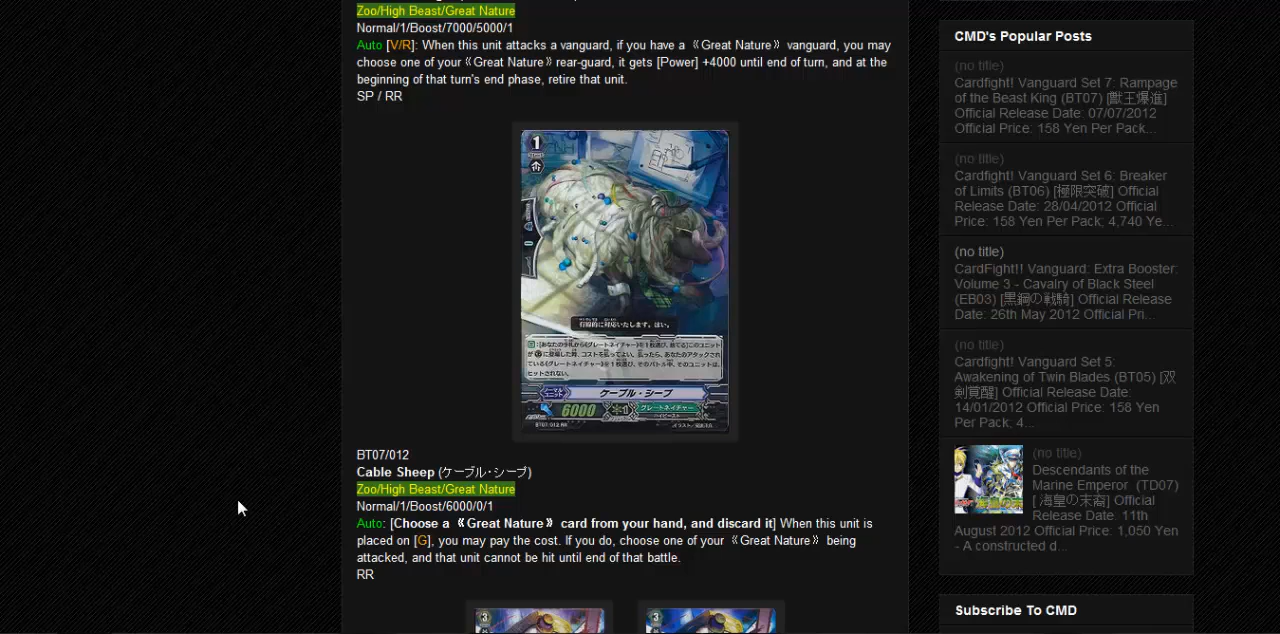 Zoo/High Beast/Great Nature
Normal/1/Boost/7000/5000/1
Auto [V/R]: When this unit attacks a vanguard, if you have a 《Great Nature》 vanguard, you may
choose one of your《Great Nature》rear-guard, it gets [Power] +4000 until end of turn, and at the
beginning of that turn's end phase, retire that unit.
SP / RR
1
ケーブル・シープ
6000
グレートネイチャー
BT07/012
Cable Sheep (ケーブル・シープ)
Zoo/High Beast/Great Nature
Normal/1/Boost/6000/0/1
Auto: [Choose a 《Great Nature》 card from your hand, and discard it] When this unit is
placed on [G], you may pay the cost. If you do, choose one of your 《Great Nature》 being
attacked, and that unit cannot be hit until end of that battle.
RR
3
3
CMD's Popular Posts
(no title)
Cardfight! Vanguard Set 7: Rampage
of the Beast King (BT07) [獣王爆進]
Official Release Date: 07/07/2012
Official Price: 158 Yen Per Pack...
(no title)
Cardfight! Vanguard Set 6: Breaker
of Limits (BT06) [極限突破] Official
Release Date: 28/04/2012 Official
Price: 158 Yen Per Pack; 4,740 Ye...
(no title)
CardFight!! Vanguard: Extra Booster:
Volume 3 - Cavalry of Black Steel
(EB03) [黒鋼の戦騎] Official Release
Date: 26th May 2012 Official Pri...
(no title)
Cardfight! Vanguard Set 5:
Awakening of Twin Blades (BT05) [双
剣覚醒] Official Release Date:
14/01/2012 Official Price: 158 Yen
Per Pack; 4...
(no title)
Descendants of the
Marine Emperor  (TD07)
[ 海皇の末裔] Official
Release Date: 11th
August 2012 Official Price: 1,050 Yen
- A constructed d...
Subscribe To CMD